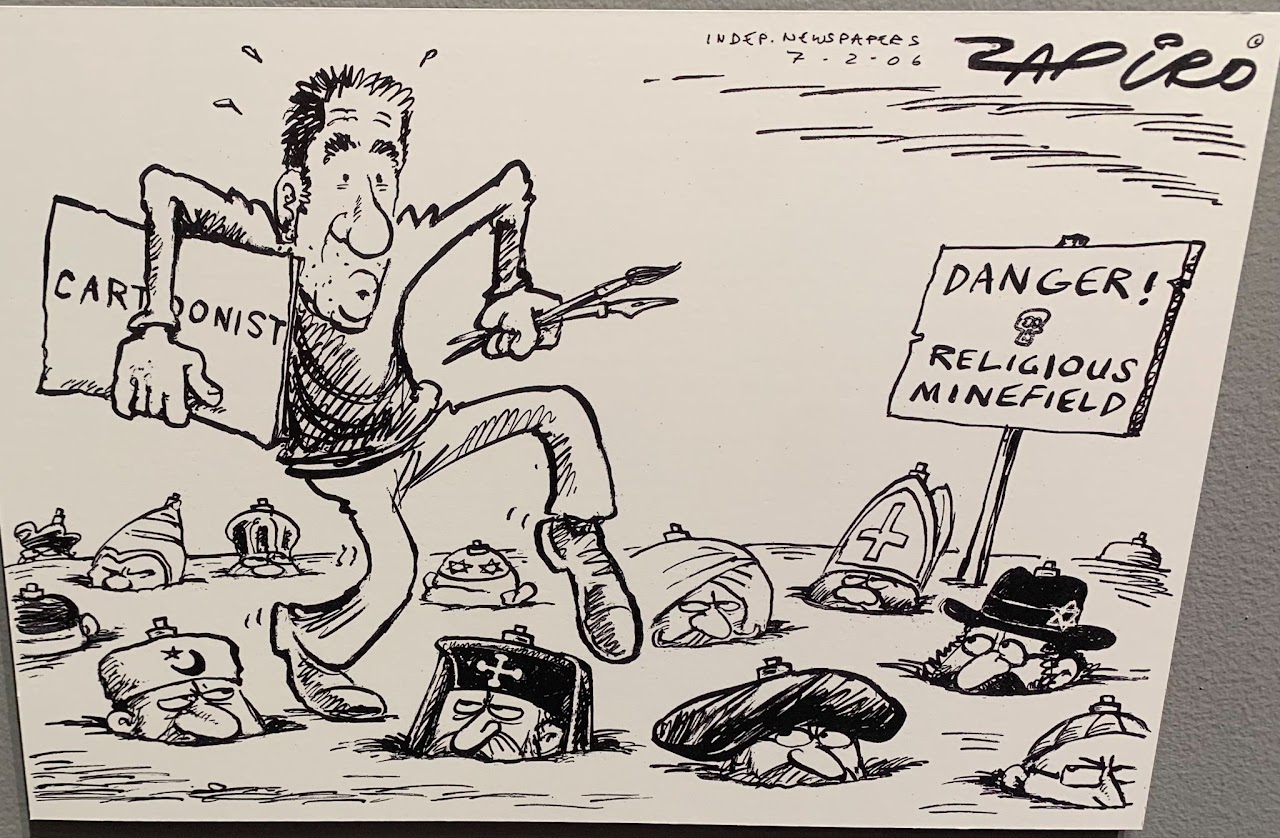 INDEP. NEWSPAPERS
7-2-06
ZAPIRO ©
CARTOONIST
DANGER!
RELIGIOUS
MINEFIELD